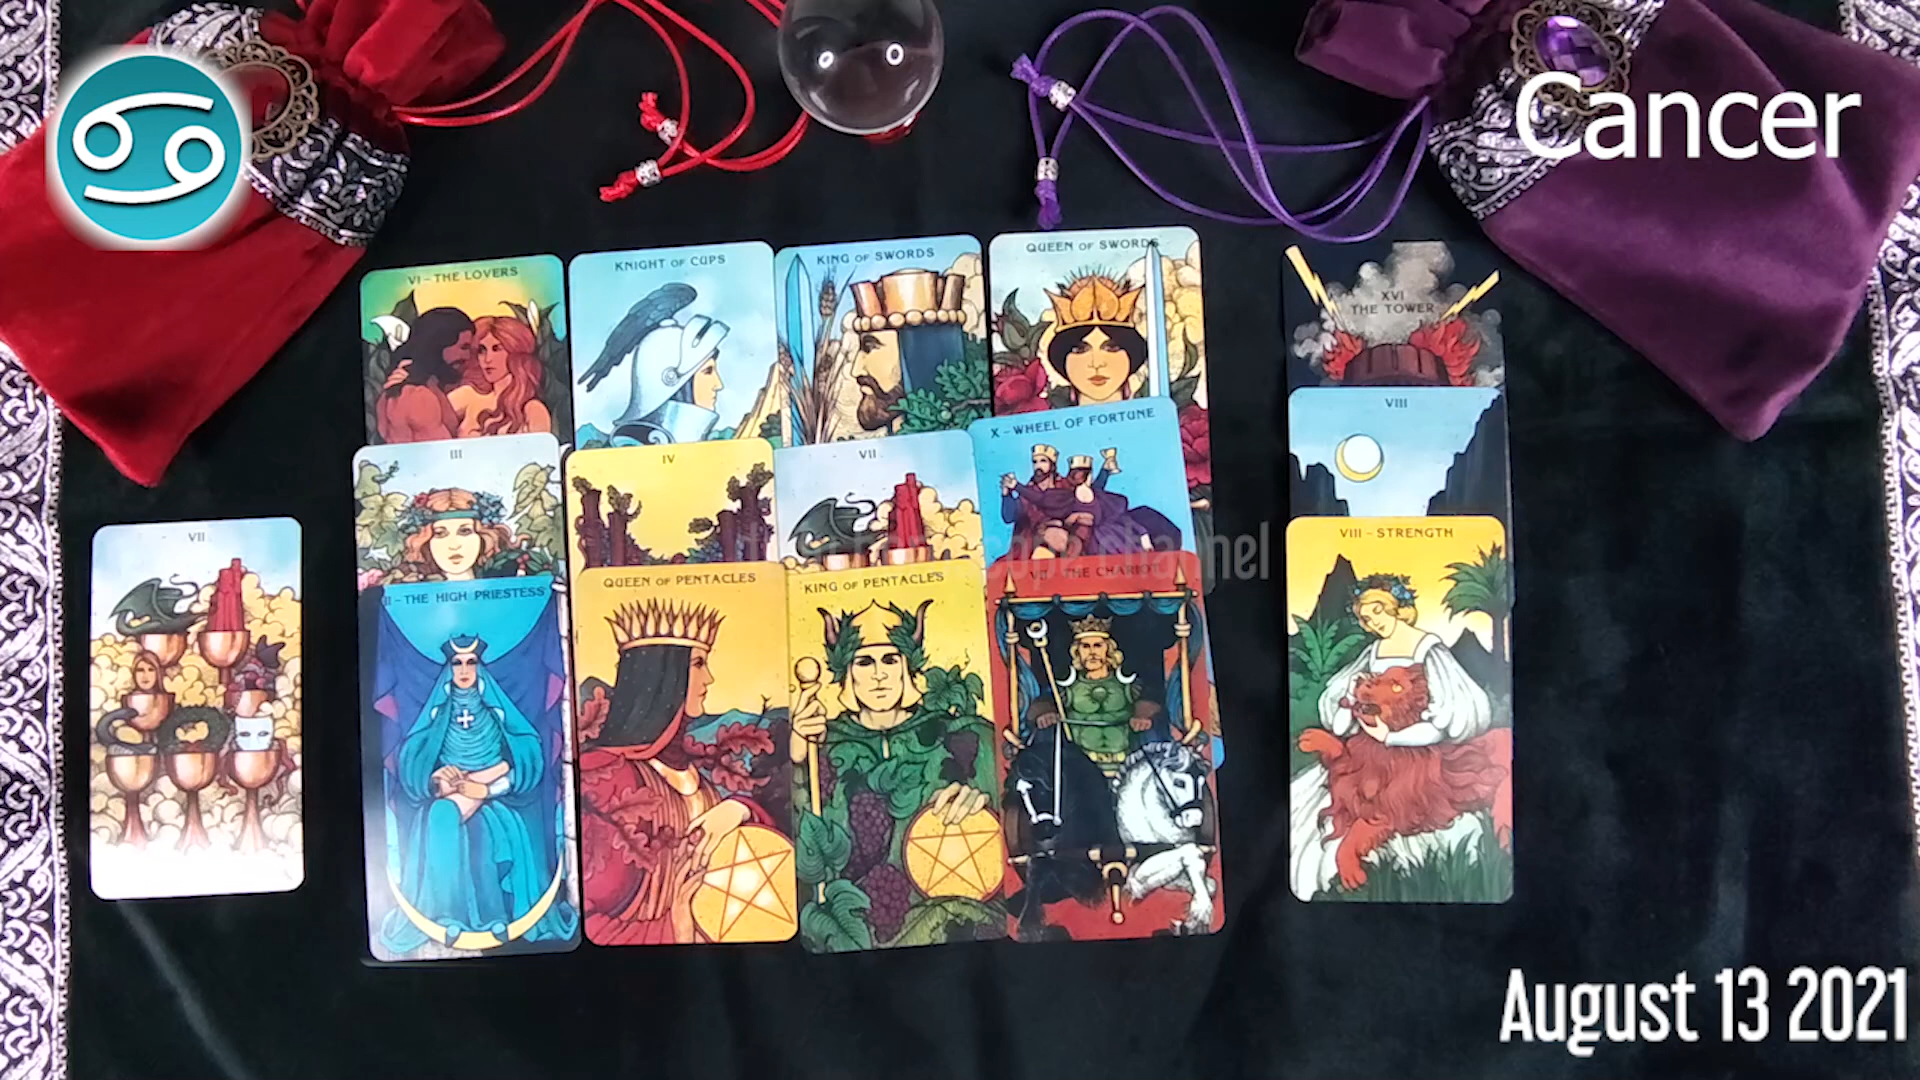 Cancer
VI – THE LOVERS
KNIGHT OF CUPS
KING OF SWORDS
QUEEN OF SWORDS
XVI
THE TOWER
III
IV
VII
X – WHEEL OF FORTUNE
VIII
VII
II – THE HIGH PRIESTESS
QUEEN OF PENTACLES
KING OF PENTACLES
VII – THE CHARIOT
VIII – STRENGTH
channel
August 13 2021